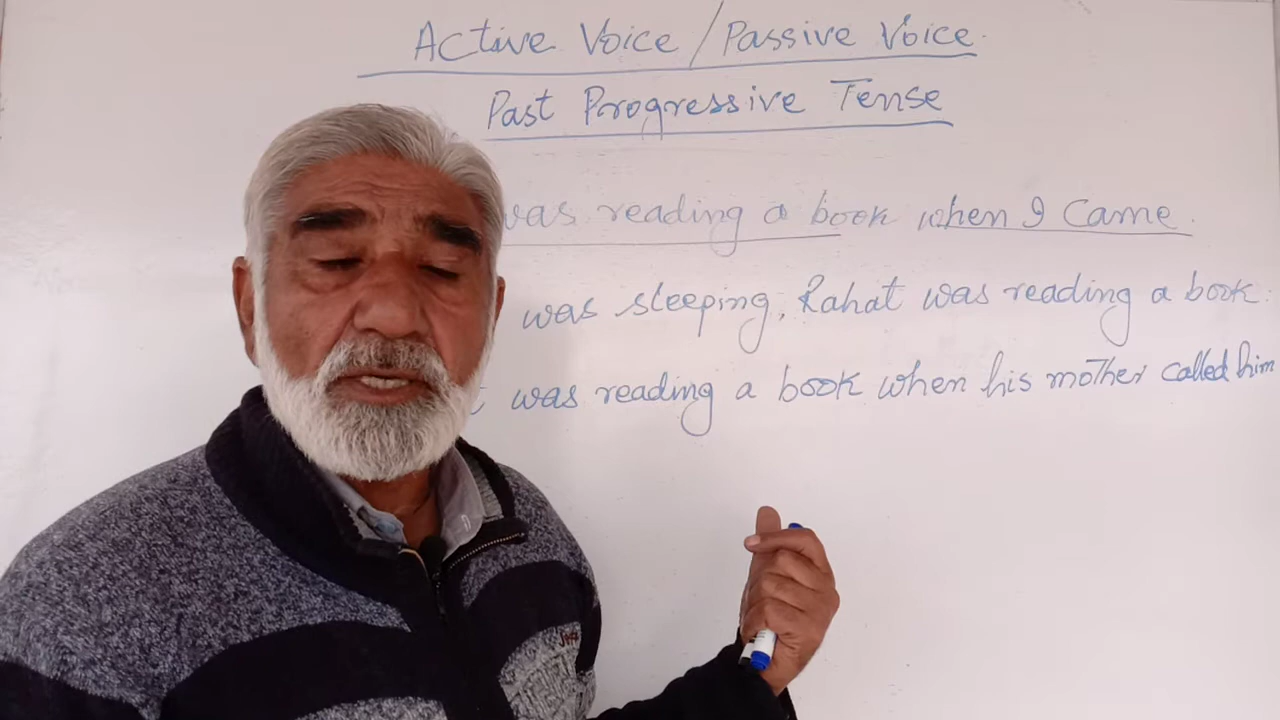 Active Voice / Passive Voice.
Past Progressive Tense
was reading a book when I came.
was sleeping, Rahat was reading a book.
was reading a book when his mother called him